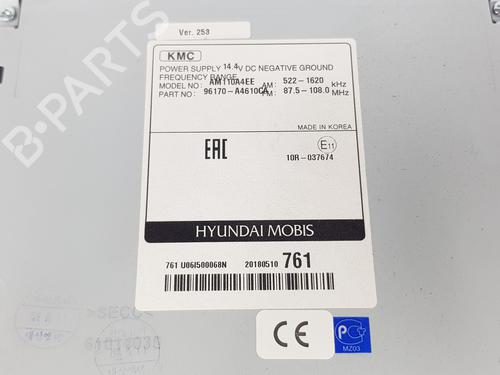 Ver. 253
KMC
POWER SUPPLY 14.4V DC NEGATIVE GROUND
FREQUENCY RANGE
MODEL NO: AM110A4EE AM: 522-1620 kHz
PART NO: 96170-A4610CA FM: 87.5-108.0 MHz
MADE IN KOREA
EAC
E11
10R-037674
HYUNDAI MOBIS
761 U06I500068N 20180510 761
>SECC<
CE
PC
MZ03
B-PARTS